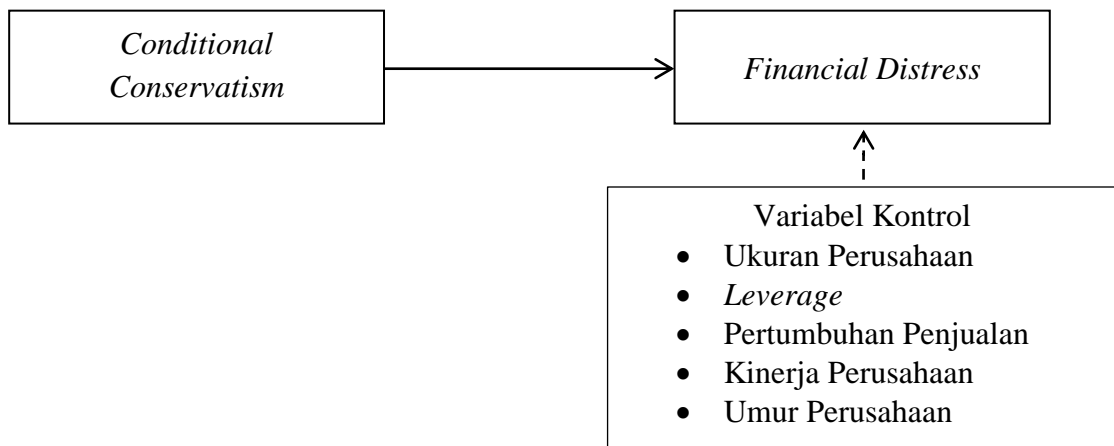 Conditional
Conservatism
Financial Distress
Variabel Kontrol
• Ukuran Perusahaan
• Leverage
• Pertumbuhan Penjualan
• Kinerja Perusahaan
• Umur Perusahaan